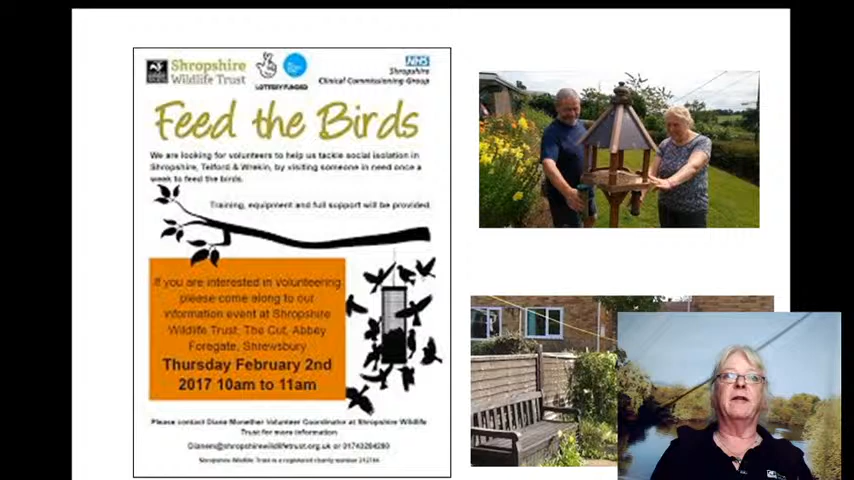 Shropshire
Wildlife Trust
LOTTERY FUNDED
NHS
Shropshire
Clinical Commissioning Group
Feed the Birds
We are looking for volunteers to help us tackle social isolation in
Shropshire, Telford & Wrekin, by visiting someone in need once a
week to feed the birds.
Training, equipment and full support will be provided.
If you are interested in volunteering
please come along to our
information event at Shropshire
Wildlife Trust, The Cut, Abbey
Foregate, Shrewsbury
Thursday February 2nd
2017 10am to 11am
Please contact Diane Volunteer Coordinator at Shropshire Wildlife
Trust for more information
Shropshire Wildlife Trust is a registered charity number